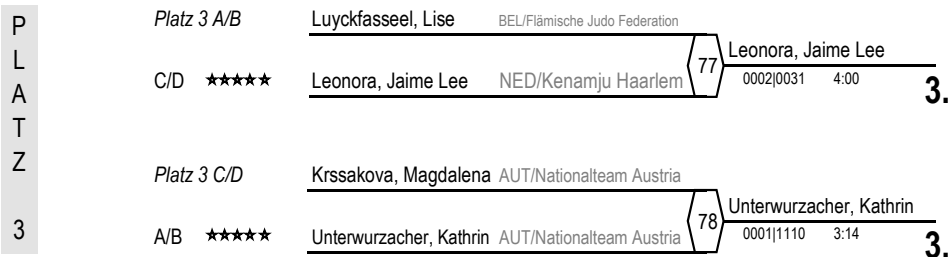 PLATZ 3
Platz 3 A/B Luyckfasseel, Lise BEL/Flämische Judo Federation
77 Leonora, Jaime Lee
C/D ★★★★★ Leonora, Jaime Lee NED/Kenamju Haarlem 0002|0031 4:00 3.
Platz 3 C/D Krssakova, Magdalena AUT/Nationalteam Austria
78 Unterwurzacher, Kathrin
A/B ★★★★★ Unterwurzacher, Kathrin AUT/Nationalteam Austria 0001|1110 3:14 3.